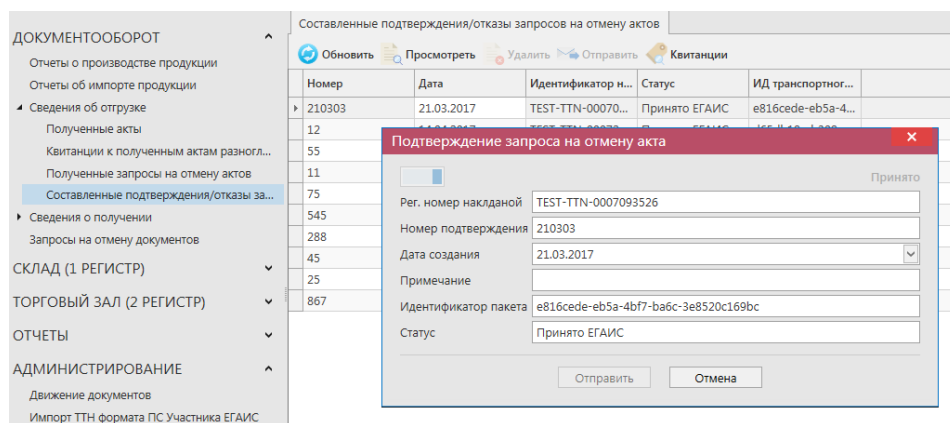 Составленные подтверждения/отказы запросов на отмену актов
ДОКУМЕНТООБОРОТ
Отчеты о производстве продукции
Отчеты об импорте продукции
Сведения об отгрузке
Полученные акты
Квитанции к полученным актам разногл...
Полученные запросы на отмену актов
Составленные подтверждения/отказы за...
Сведения о получении
Запросы на отмену документов
СКЛАД (1 РЕГИСТР)
ТОРГОВЫЙ ЗАЛ (2 РЕГИСТР)
ОТЧЕТЫ
АДМИНИСТРИРОВАНИЕ
Движение документов
Импорт ТТН формата ПС Участника ЕГАИС
Обновить Просмотреть Удалить Отправить Квитанции
Номер Дата Идентификатор н... Статус ИД транспортног...
210303 21.03.2017 TEST-TTN-00070... Принято ЕГАИС e816cede-eb5a-4...
12
55
11
75
545
288
45
25
867
Подтверждение запроса на отмену акта
Принято
Рег. номер накладной TEST-TTN-0007093526
Номер подтверждения 210303
Дата создания 21.03.2017
Примечание
Идентификатор пакета e816cede-eb5a-4bf7-ba6c-3e8520c169bc
Статус Принято ЕГАИС
Отправить Отмена